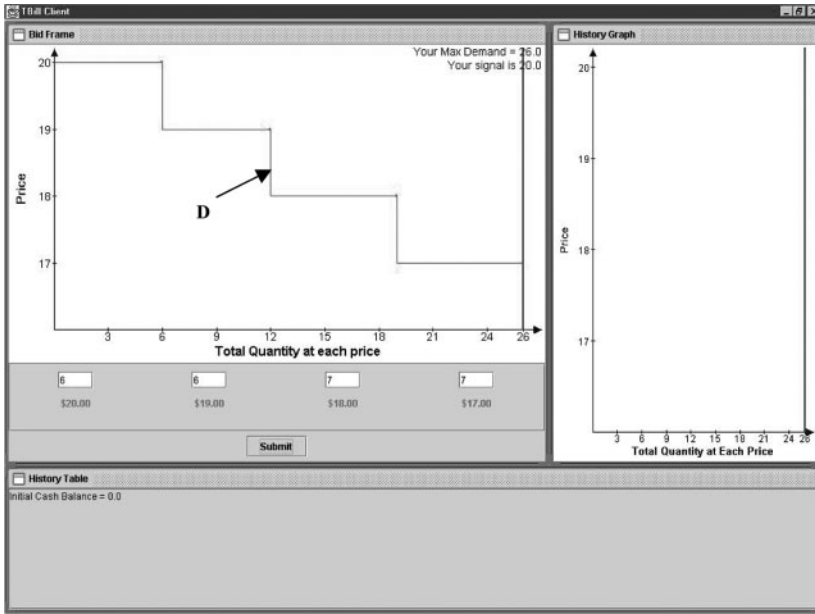 TBill Client
Bid Frame
Your Max Demand = 26.0
Your signal is 20.0
20
19
18
17
Price
D
3 6 9 12 15 18 21 24 26
Total Quantity at each price
6 6 7 7
$20.00 $19.00 $18.00 $17.00
Submit
History Graph
20
19
18
17
Price
3 6 9 12 15 18 21 24 26
Total Quantity at Each Price
History Table
Initial Cash Balance = 0.0